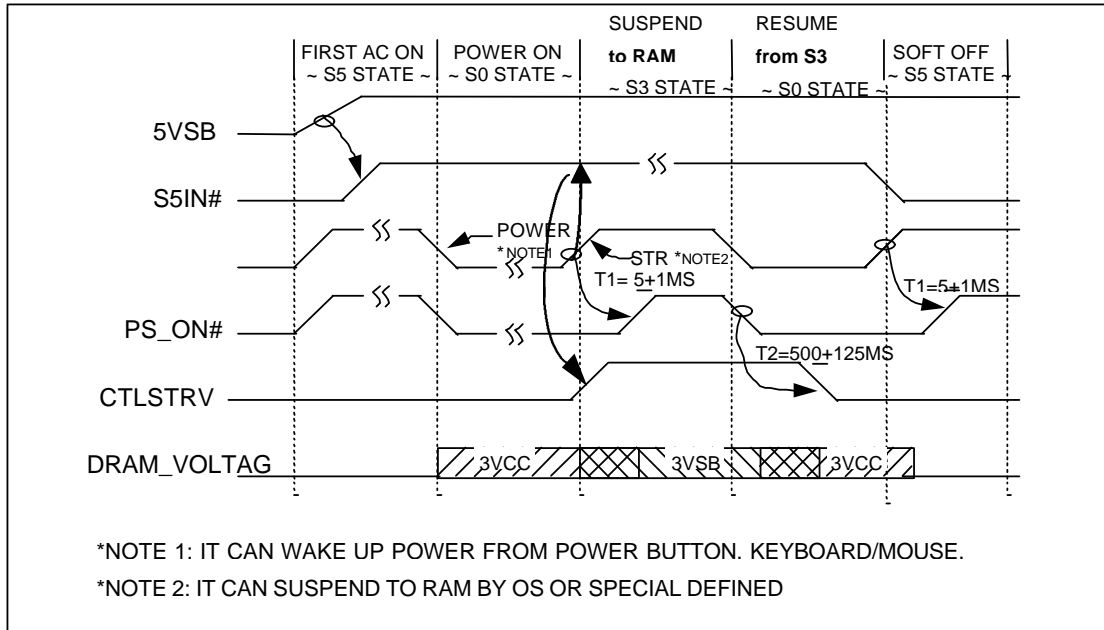 SUSPEND RESUME
FIRST AC ON POWER ON to RAM from S3 SOFT OFF
~ S5 STATE ~ ~ S0 STATE ~ ~ S5 STATE ~
~ S3 STATE ~ ~ S0 STATE ~
5VSB
S5IN#
POWER
*NOTE1
STR *NOTE2
T1= 5+1MS
T1=5+1MS
PS_ON#
T2=500+125MS
CTLSTRV
DRAM_VOLTAG 3VCC 3VSB 3VCC
*NOTE 1: IT CAN WAKE UP POWER FROM POWER BUTTON. KEYBOARD/MOUSE.
*NOTE 2: IT CAN SUSPEND TO RAM BY OS OR SPECIAL DEFINED